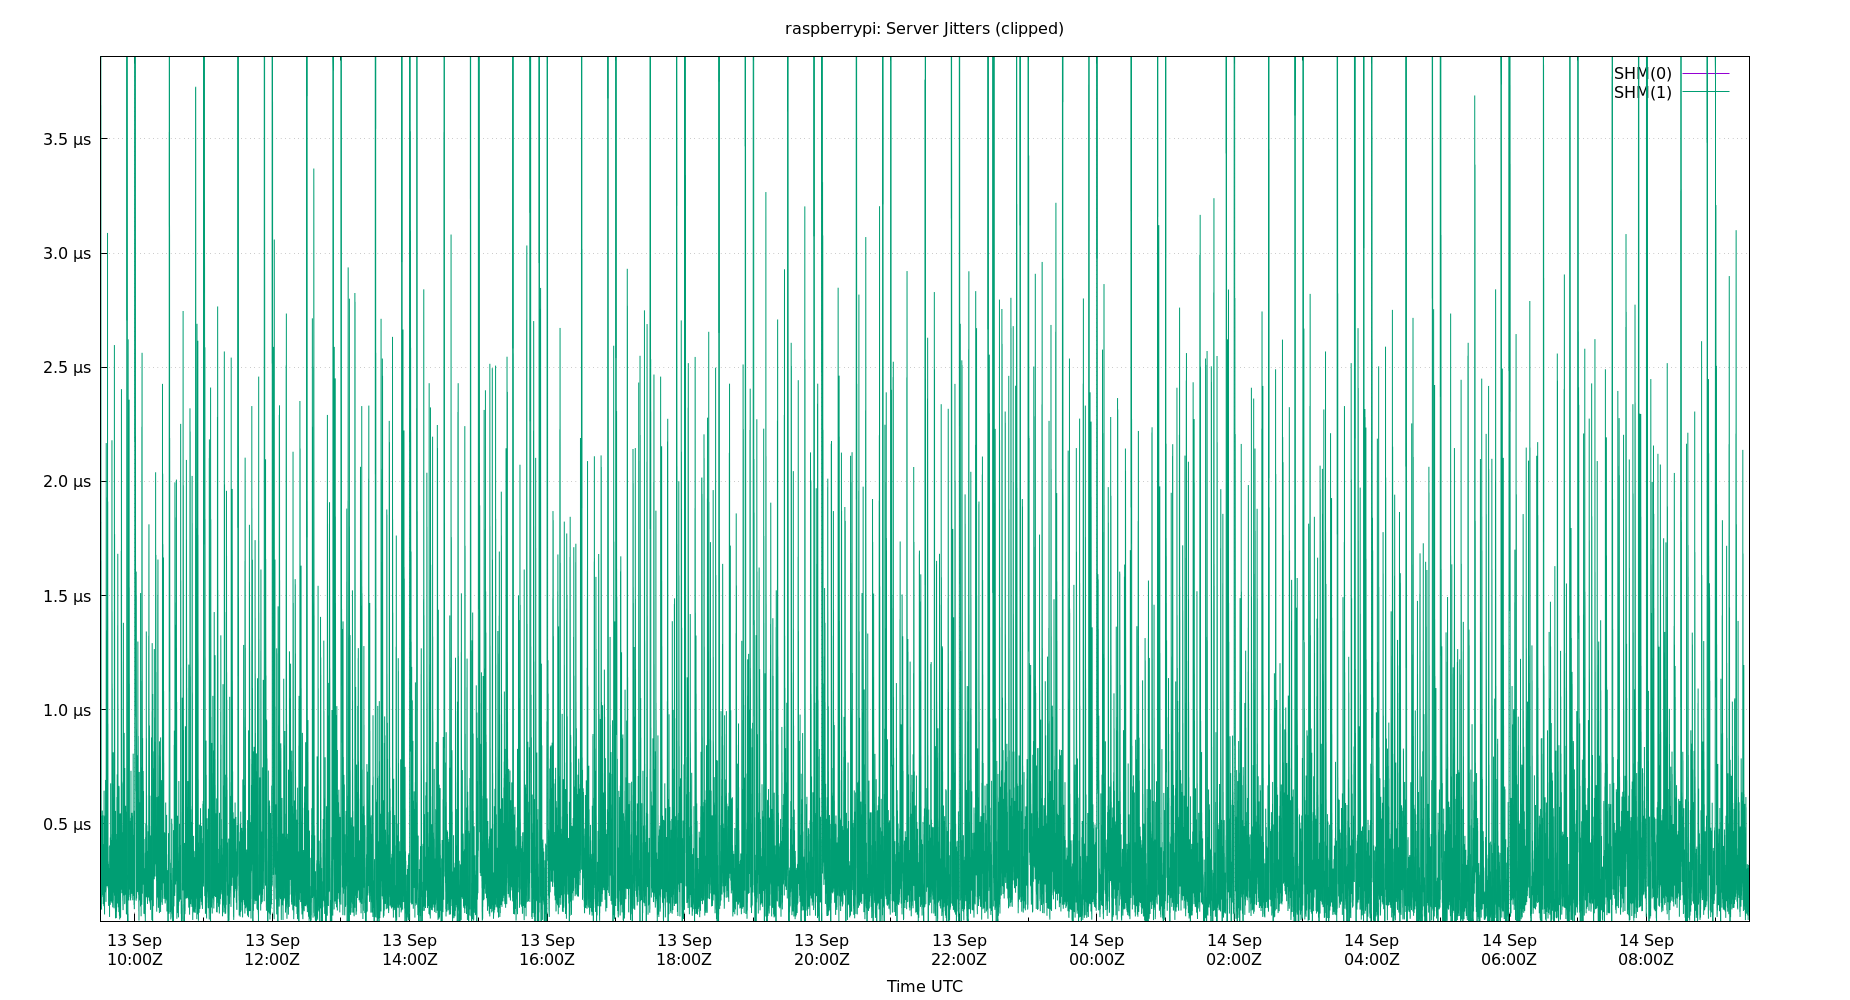 raspberrypi: Server Jitters (clipped)
SHM(0)
SHM(1)
3.5 μs
3.0 μs
2.5 μs
2.0 μs
1.5 μs
1.0 μs
0.5 μs
13 Sep 13 Sep 13 Sep 13 Sep 13 Sep 13 Sep 13 Sep 14 Sep 14 Sep 14 Sep 14 Sep 14 Sep
10:00Z 12:00Z 14:00Z 16:00Z 18:00Z 20:00Z 22:00Z 00:00Z 02:00Z 04:00Z 06:00Z 08:00Z
Time UTC